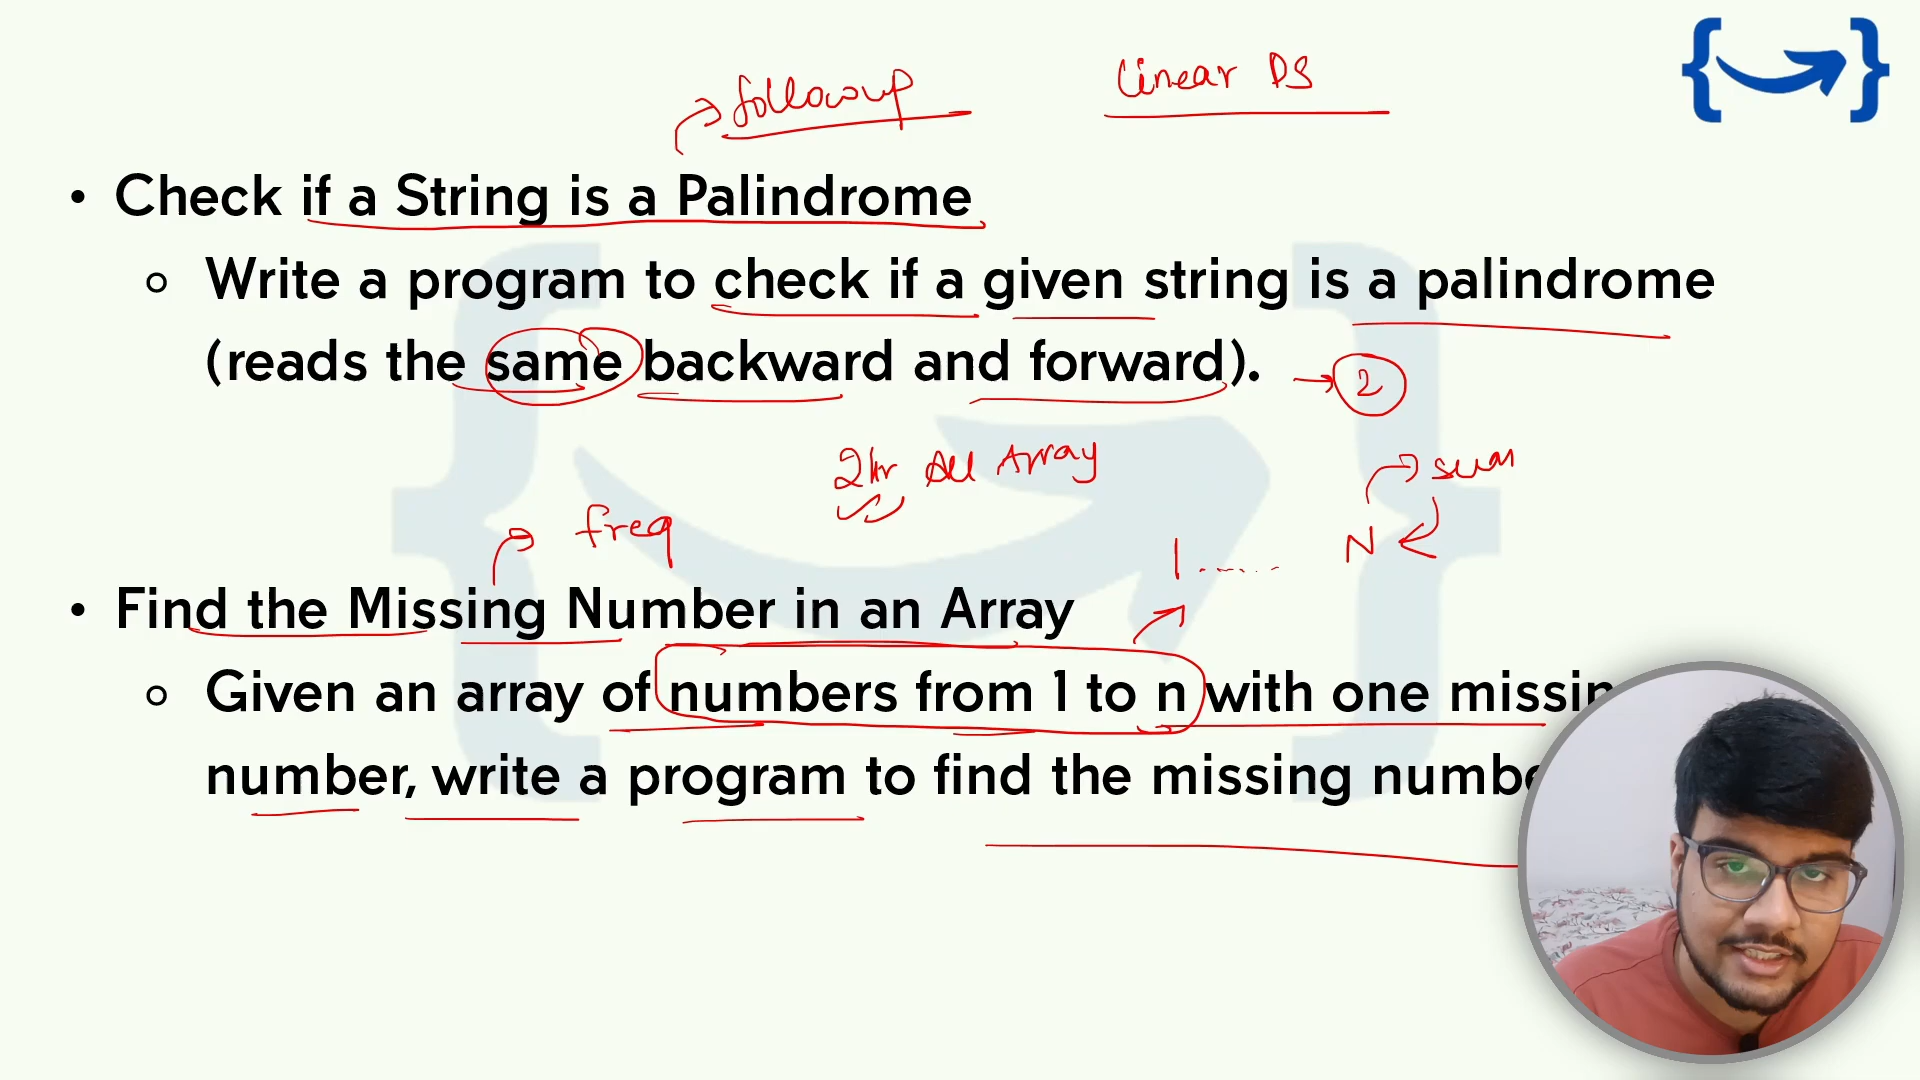 followup
linear DS
• Check if a String is a Palindrome
Write a program to check if a given string is a palindrome
(reads the same backward and forward).
2
2hr All Array
sum
freq
1...... N
• Find the Missing Number in an Array
Given an array of numbers from 1 to n with one missin
number, write a program to find the missing numbe